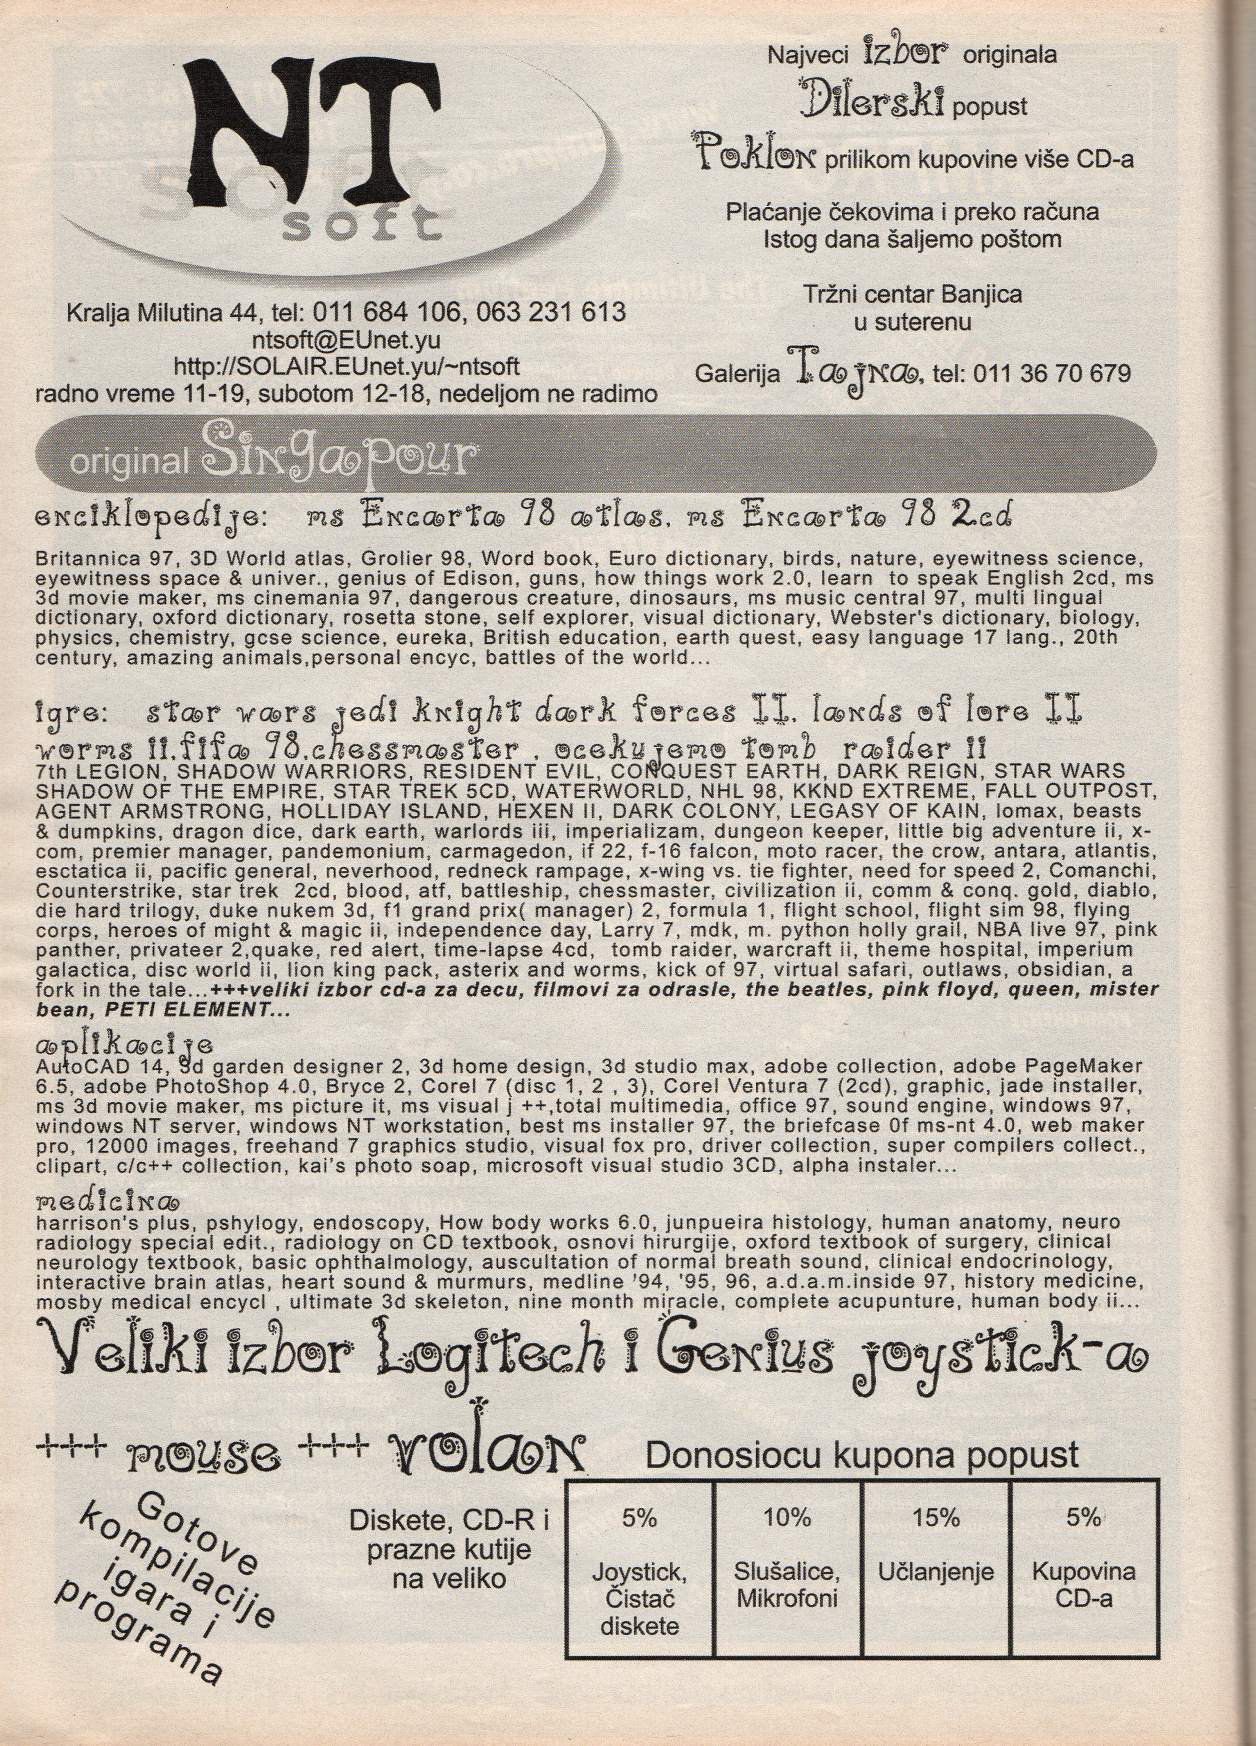 NT
soft
Najveci izbor originala
Dilerski popust
Poklon prilikom kupovine više CD-a
Plaćanje čekovima i preko računa
Istog dana šaljemo poštom
Tržni centar Banjica
u suterenu
Galerija Tajna, tel: 011 36 70 679
Kralja Milutina 44, tel: 011 684 106, 063 231 613
ntsoft@EUnet.yu
http://SOLAIR.EUnet.yu/~ntsoft
radno vreme 11-19, subotom 12-18, nedeljom ne radimo
original Singapour
enciklopedije: ms Encarta 98 atlas, ms Encarta 98 2cd
Britannica 97, 3D World atlas, Grolier 98, Word book, Euro dictionary, birds, nature, eyewitness science,
eyewitness space & univer., genius of Edison, guns, how things work 2.0, learn to speak English 2cd, ms
3d movie maker, ms cinemania 97, dangerous creature, dinosaurs, ms music central 97, multi lingual
dictionary, oxford dictionary, rosetta stone, self explorer, visual dictionary, Webster's dictionary, biology,
physics, chemistry, gcse science, eureka, British education, earth quest, easy language 17 lang., 20th
century, amazing animals,personal encyc, battles of the world...
igre: star wars jedi knight dark forces II, lands of lore II
worms ii,fifa 98,chessmaster , ocekujemo tomb raider ii
7th LEGION, SHADOW WARRIORS, RESIDENT EVIL, CONQUEST EARTH, DARK REIGN, STAR WARS
SHADOW OF THE EMPIRE, STAR TREK 5CD, WATERWORLD, NHL 98, KKND EXTREME, FALL OUTPOST,
AGENT ARMSTRONG, HOLLIDAY ISLAND, HEXEN II, DARK COLONY, LEGASY OF KAIN, lomax, beasts
& dumpkins, dragon dice, dark earth, warlords iii, imperializam, dungeon keeper, little big adventure ii, x-
com, premier manager, pandemonium, carmagedon, if 22, f-16 falcon, moto racer, the crow, antara, atlantis,
esctatica ii, pacific general, neverhood, redneck rampage, x-wing vs. tie fighter, need for speed 2, Comanchi,
Counterstrike, star trek 2cd, blood, atf, battleship, chessmaster, civilization ii, comm & conq. gold, diablo,
die hard trilogy, duke nukem 3d, f1 grand prix( manager) 2, formula 1, flight school, flight sim 98, flying
corps, heroes of might & magic ii, independence day, Larry 7, mdk, m. python holly grail, NBA live 97, pink
panther, privateer 2,quake, red alert, time-lapse 4cd, tomb raider, warcraft ii, theme hospital, imperium
galactica, disc world ii, lion king pack, asterix and worms, kick of 97, virtual safari, outlaws, obsidian, a
fork in the tale...+++veliki izbor cd-a za decu, filmovi za odrasle, the beatles, pink floyd, queen, mister
bean, PETI ELEMENT...
aplikacije
AutoCAD 14, 3d garden designer 2, 3d home design, 3d studio max, adobe collection, adobe PageMaker
6.5, adobe PhotoShop 4.0, Bryce 2, Corel 7 (disc 1, 2 , 3), Corel Ventura 7 (2cd), graphic, jade installer,
ms 3d movie maker, ms picture it, ms visual j ++,total multimedia, office 97, sound engine, windows 97,
windows NT server, windows NT workstation, best ms installer 97, the briefcase 0f ms-nt 4.0, web maker
pro, 12000 images, freehand 7 graphics studio, visual fox pro, driver collection, super compilers collect.,
clipart, c/c++ collection, kai's photo soap, microsoft visual studio 3CD, alpha instaler...
medicina
harrison's plus, pshylogy, endoscopy, How body works 6.0, junpueira histology, human anatomy, neuro
radiology special edit., radiology on CD textbook, osnovi hirurgije, oxford textbook of surgery, clinical
neurology textbook, basic ophthalmology, auscultation of normal breath sound, clinical endocrinology,
interactive brain atlas, heart sound & murmurs, medline '94, '95, 96, a.d.a.m.inside 97, history medicine,
mosby medical encycl , ultimate 3d skeleton, nine month miracle, complete acupunture, human body ii...
Veliki izbor Logitech i Genius joystick-a
+++ mouse +++ volan
Donosiocu kupona popust
Gotove
kompilacije
igara i
programa
Diskete, CD-R i
prazne kutije
na veliko
5% 10% 15% 5%
Joystick, Slušalice, Učlanjenje Kupovina
Čistač Mikrofoni CD-a
diskete